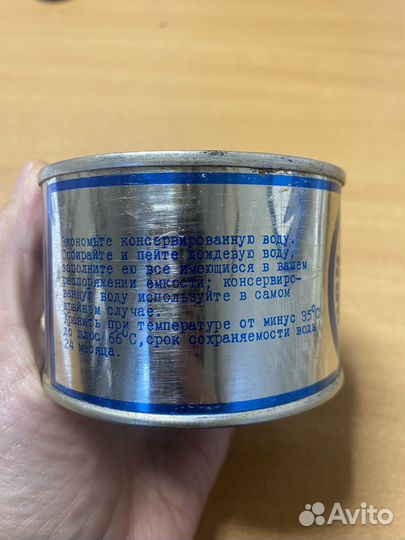 Экономьте консервированную воду.
Собирайте и пейте дождевую воду,
заполните ею все имеющиеся в вашем
распоряжении емкости; консервиро-
ванную воду используйте в самом
крайнем случае.
Хранить при температуре от минус 35°С
до плюс 66°С, срок сохраняемости воды
24 месяца.
Avito